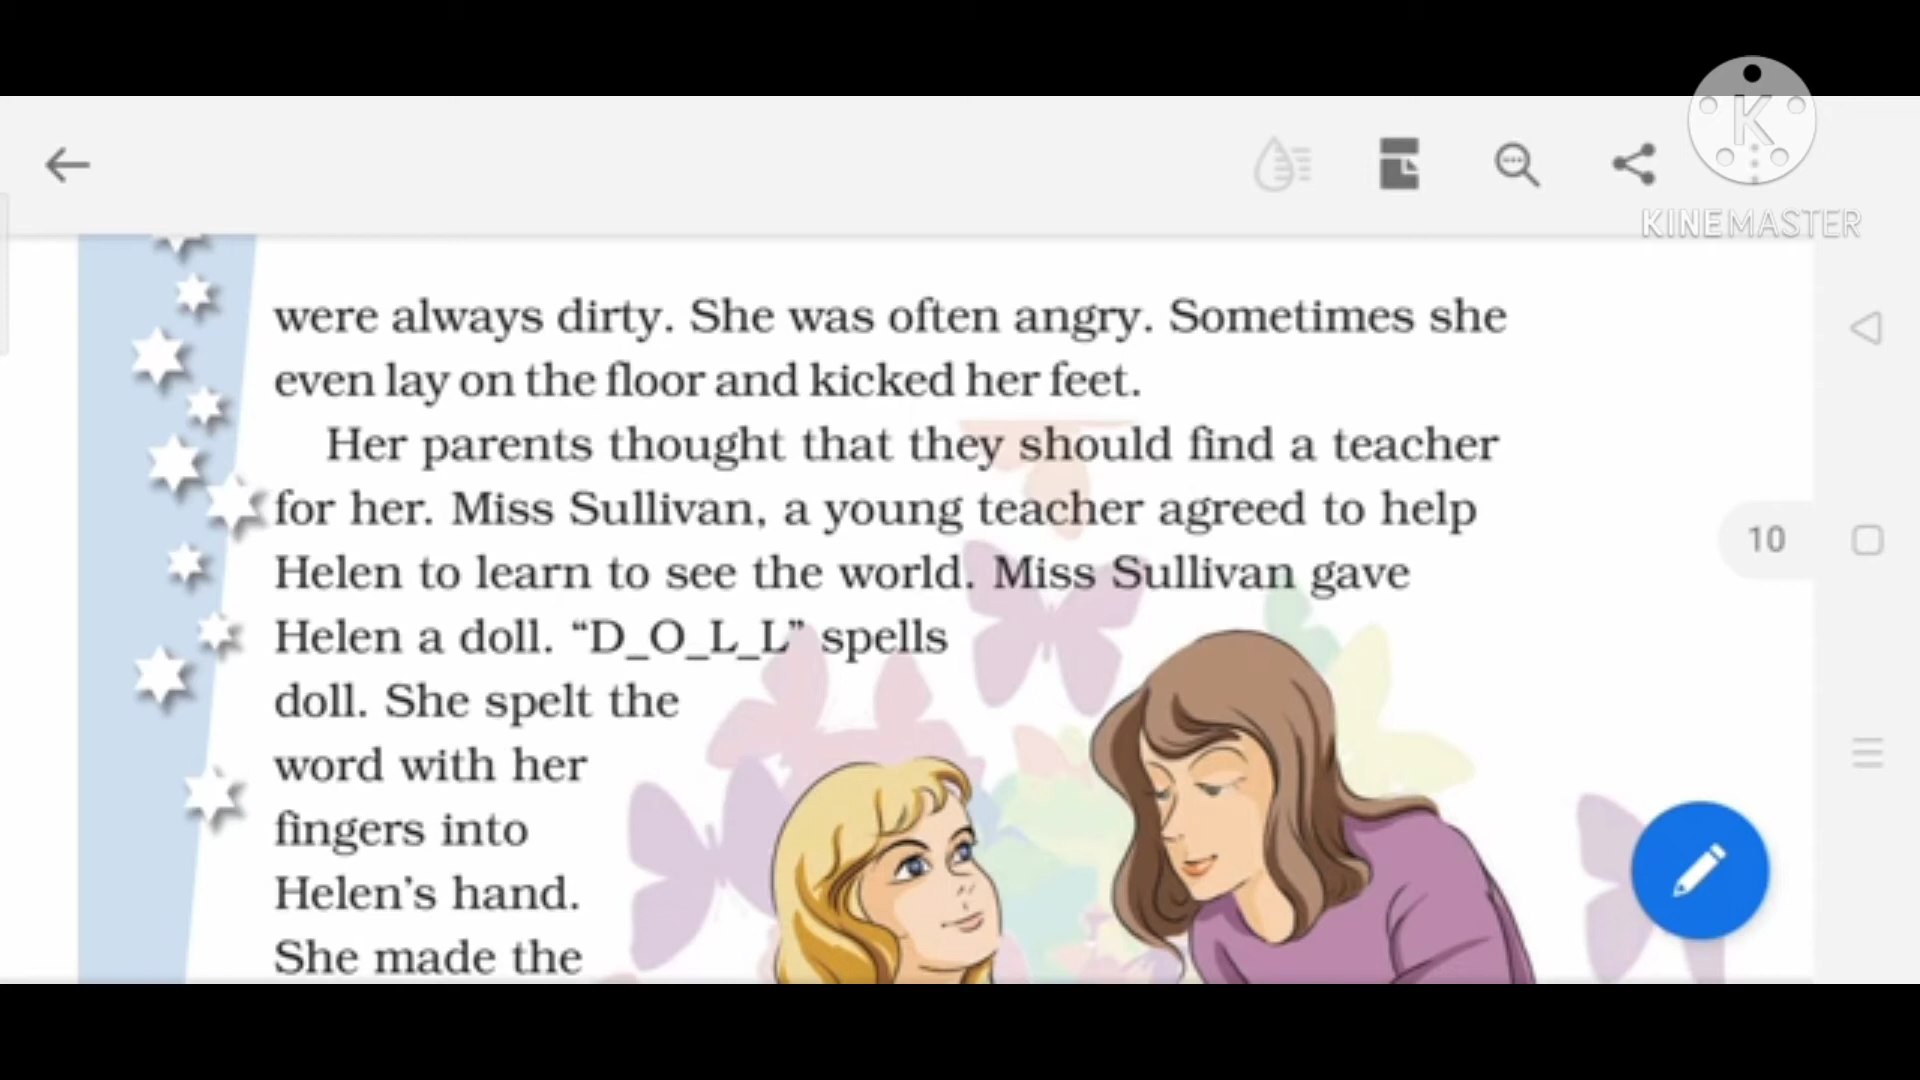 K
KINEMASTER
were always dirty. She was often angry. Sometimes she
even lay on the floor and kicked her feet.
Her parents thought that they should find a teacher
for her. Miss Sullivan, a young teacher agreed to help
Helen to learn to see the world. Miss Sullivan gave
Helen a doll. “D_O_L_L” spells
doll. She spelt the
word with her
fingers into
Helen’s hand.
She made the
10